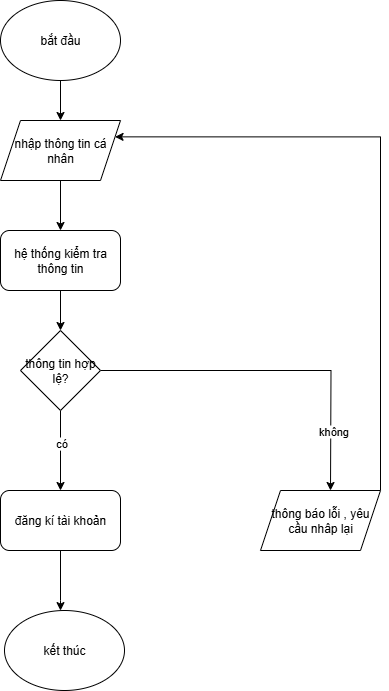 bắt đầu
nhập thông tin cá
nhân
hệ thống kiểm tra
thông tin
thông tin hợp
lệ?
không
có
đăng kí tài khoản
thông báo lỗi , yêu
cầu nhâp lại
kết thúc